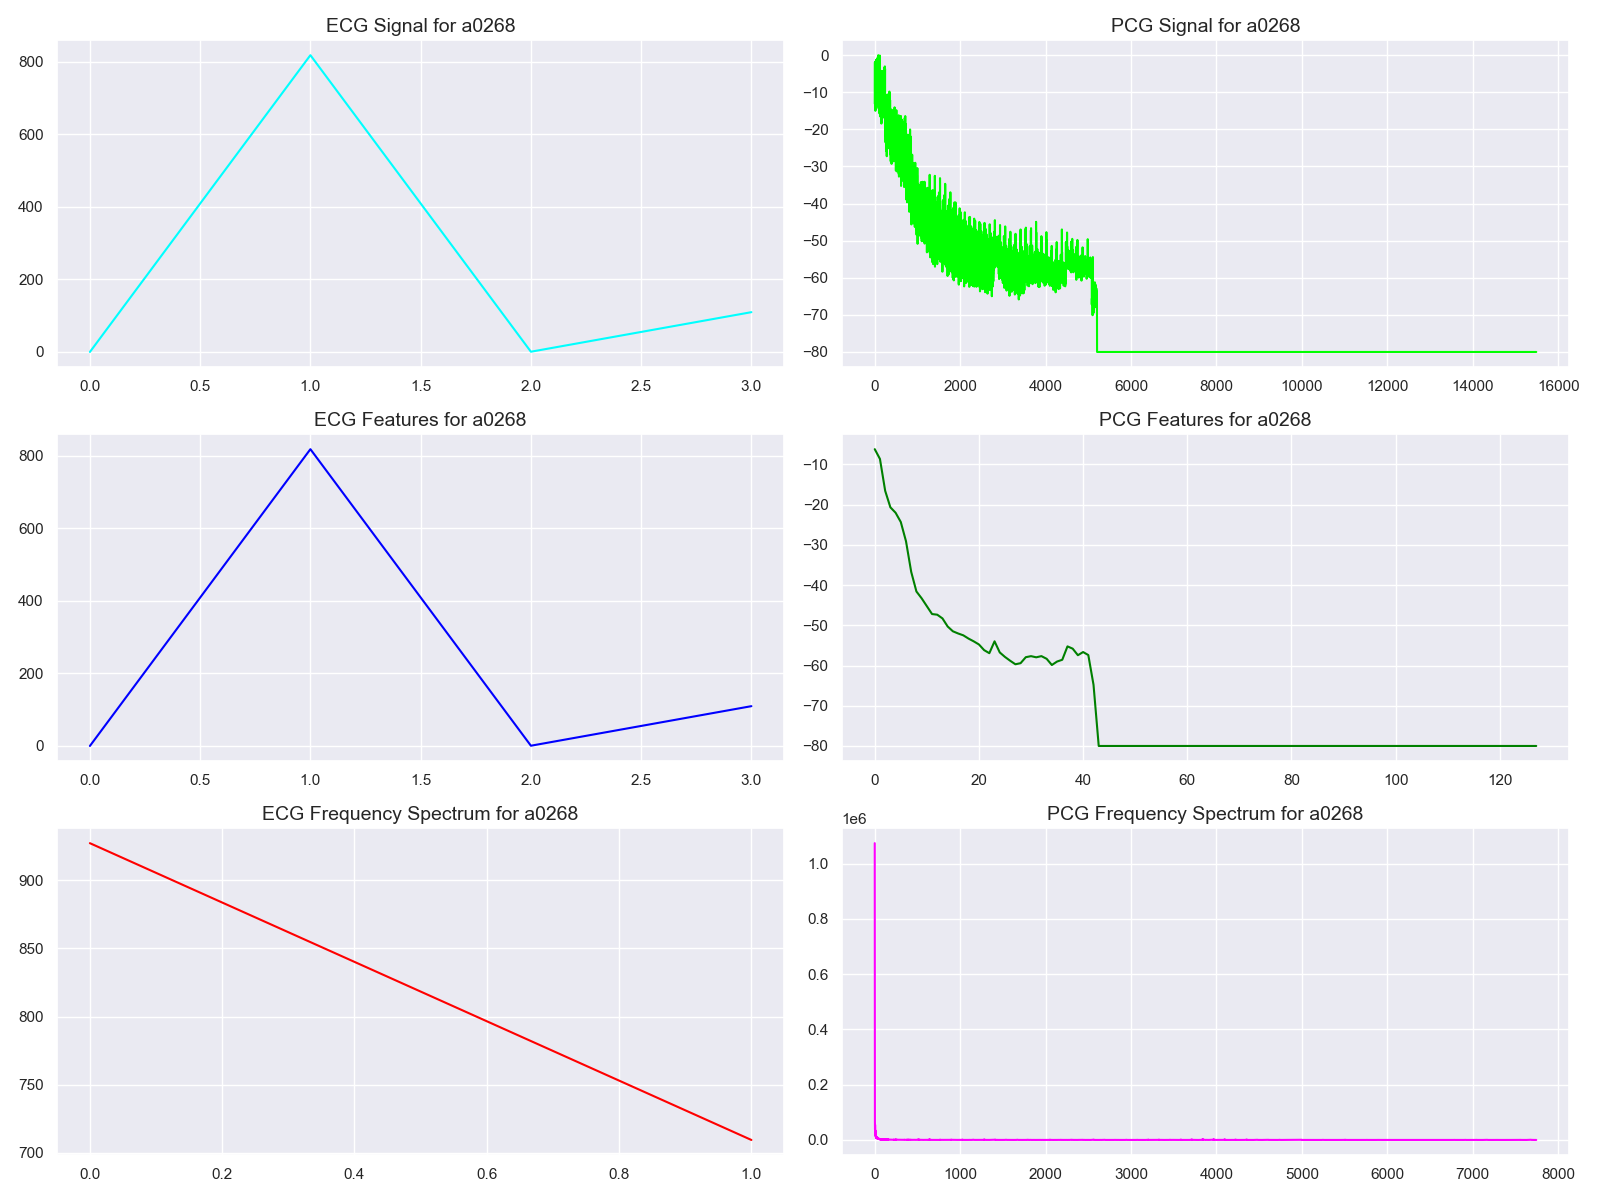 ECG Signal for a0268
800
600
400
200
0
0.0 0.5 1.0 1.5 2.0 2.5 3.0
PCG Signal for a0268
0
−10
−20
−30
−40
−50
−60
−70
−80
0 2000 4000 6000 8000 10000 12000 14000 16000
ECG Features for a0268
800
600
400
200
0
0.0 0.5 1.0 1.5 2.0 2.5 3.0
PCG Features for a0268
−10
−20
−30
−40
−50
−60
−70
−80
0 20 40 60 80 100 120
ECG Frequency Spectrum for a0268
900
850
800
750
700
0.0 0.2 0.4 0.6 0.8 1.0
PCG Frequency Spectrum for a0268
1e6
1.0
0.8
0.6
0.4
0.2
0.0
0 1000 2000 3000 4000 5000 6000 7000 8000